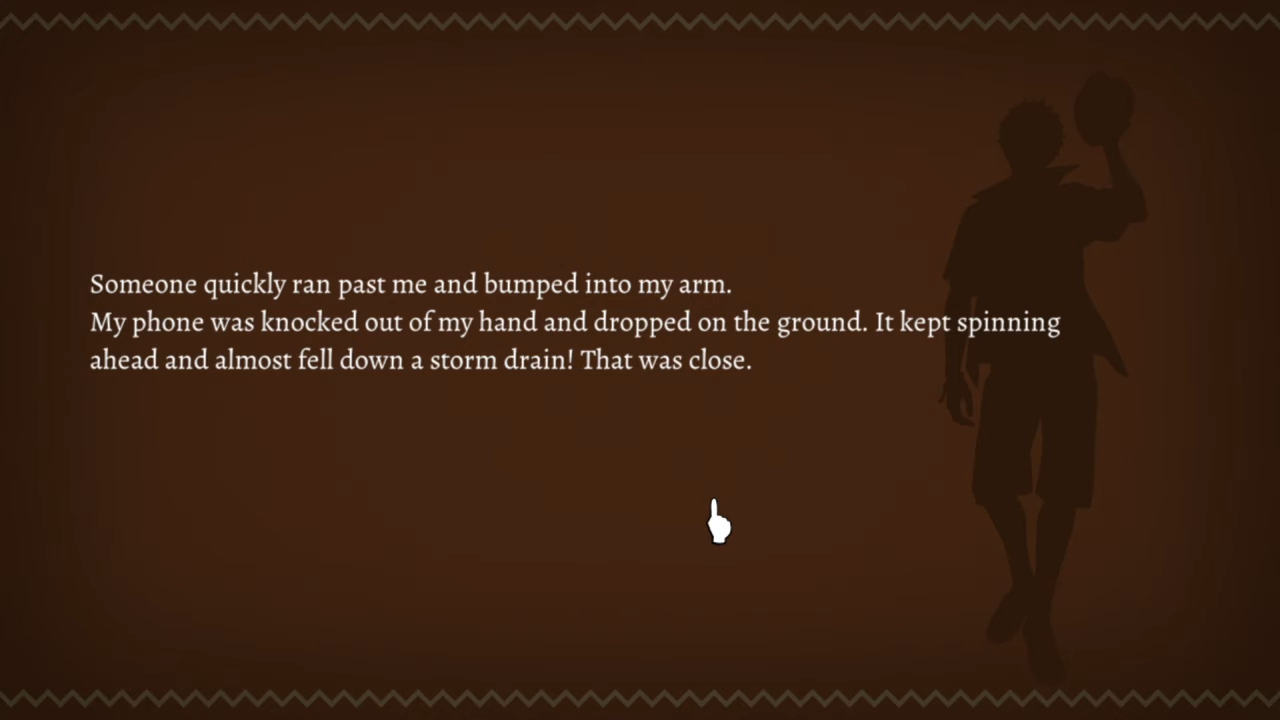 Someone quickly ran past me and bumped into my arm.
My phone was knocked out of my hand and dropped on the ground. It kept spinning
ahead and almost fell down a storm drain! That was close.